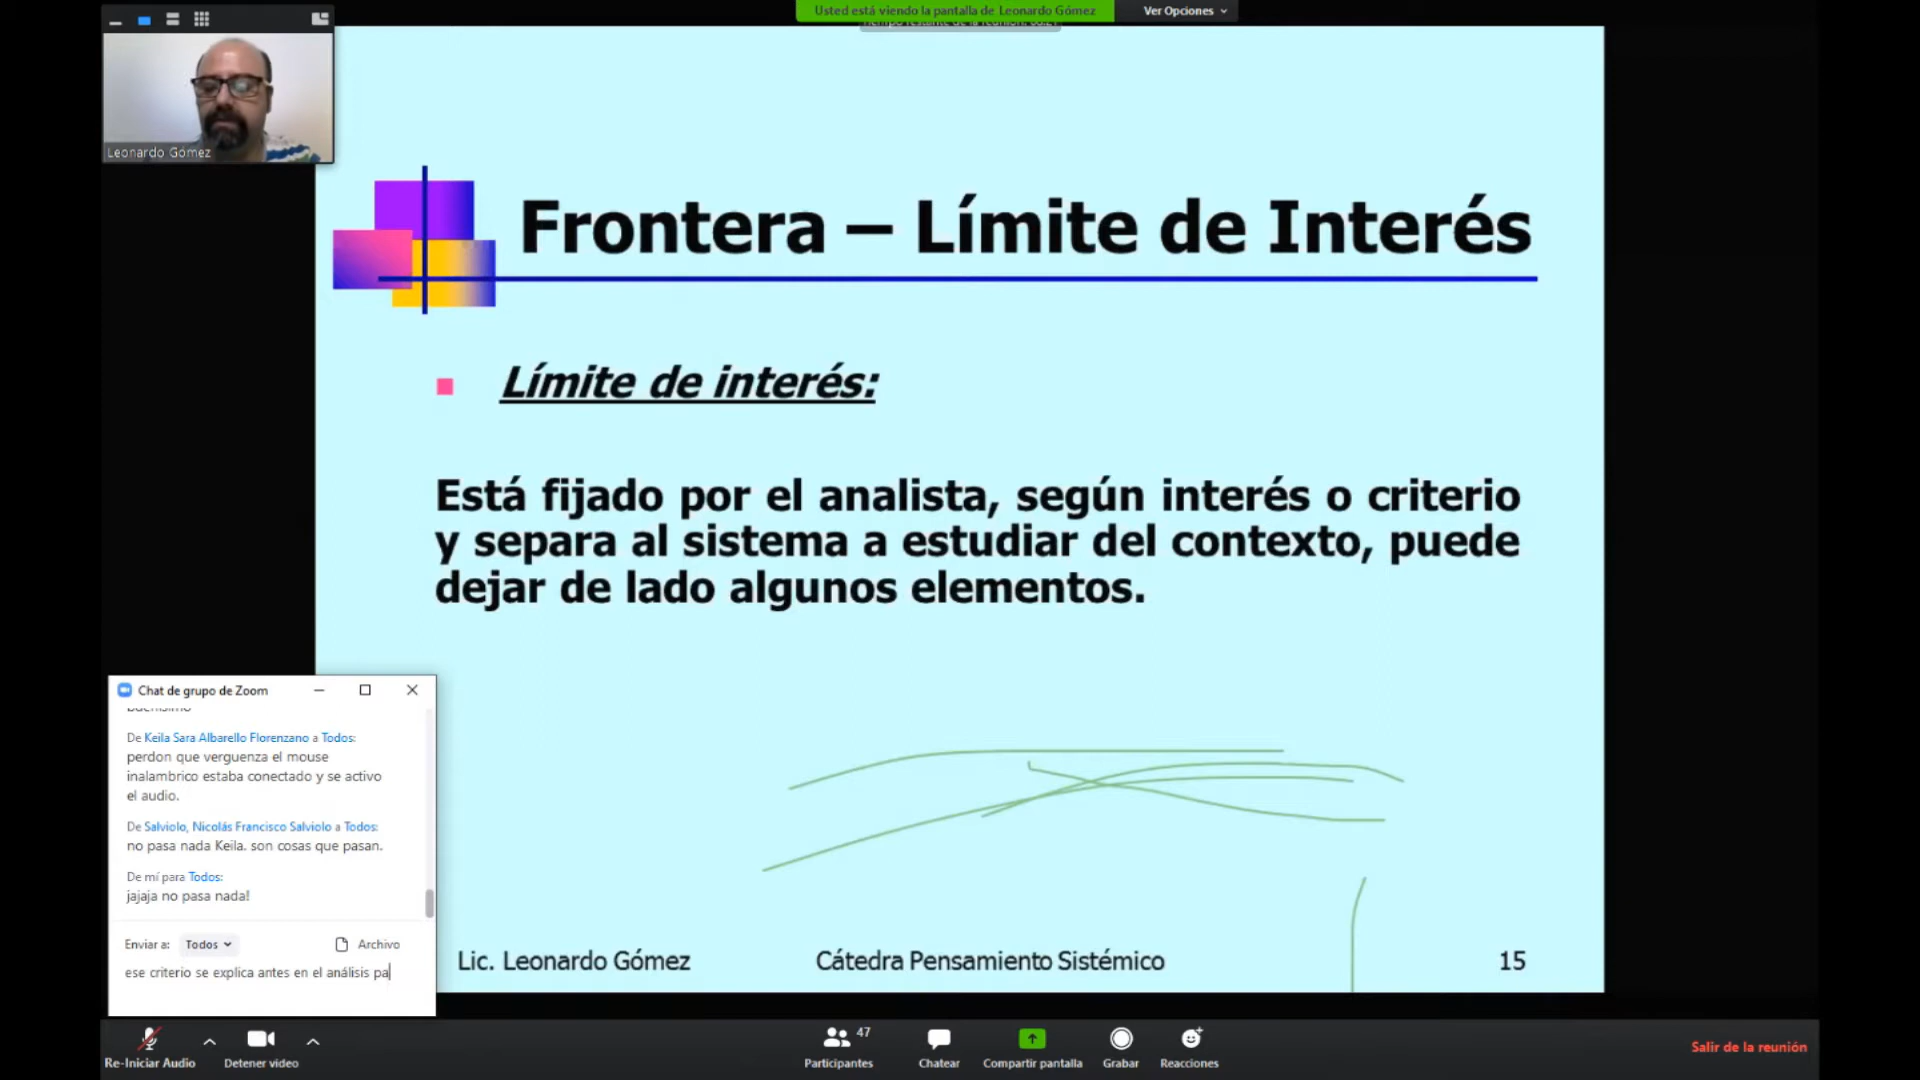 Usted está viendo la pantalla de Leonardo Gómez
Ver Opciones
Leonardo Gómez
Frontera – Límite de Interés
Límite de interés:
Está fijado por el analista, según interés o criterio
y separa al sistema a estudiar del contexto, puede
dejar de lado algunos elementos.
Lic. Leonardo Gómez
Cátedra Pensamiento Sistémico
15
Chat de grupo de Zoom
De Keila Sara Albarello Florenzano a Todos:
perdon que verguenza el mouse
inalambrico estaba conectado y se activo
el audio.
De Salviolo, Nicolás Francisco Salviolo a Todos:
no pasa nada Keila. son cosas que pasan.
De mí para Todos:
jajaja no pasa nada!
Enviar a: Todos
Archivo
ese criterio se explica antes en el análisis pa
Re-Iniciar Audio
Detener video
47
Participantes
Chatear
Compartir pantalla
Grabar
Reacciones
Salir de la reunión